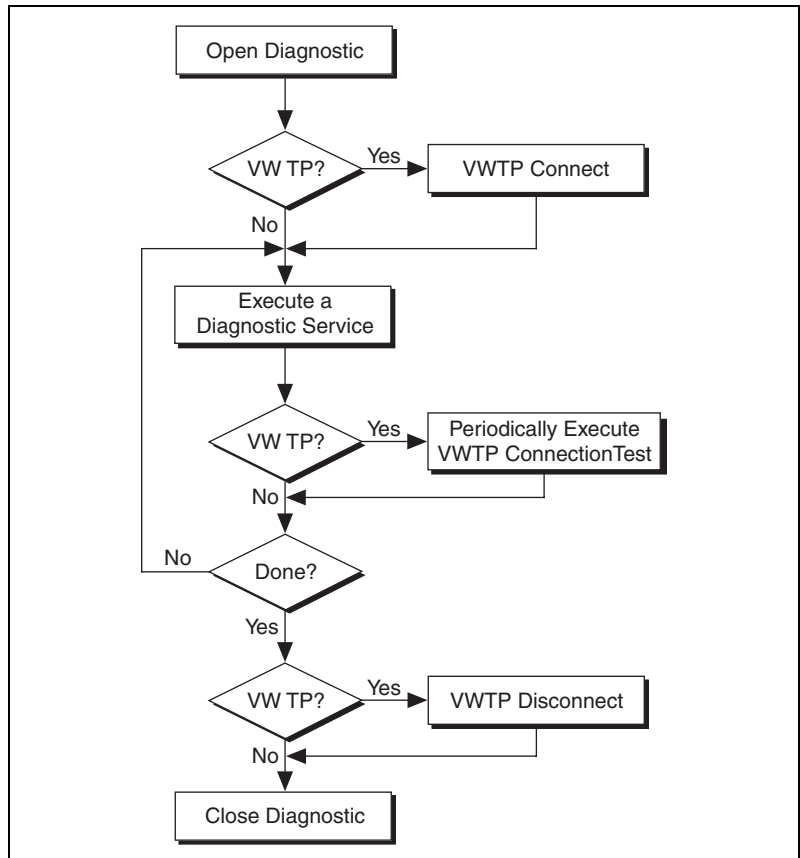 Open Diagnostic
VW TP?
Yes
VWTP Connect
No
Execute a
Diagnostic Service
VW TP?
Yes
Periodically Execute
VWTP ConnectionTest
No
No
Done?
Yes
VW TP?
Yes
VWTP Disconnect
No
Close Diagnostic